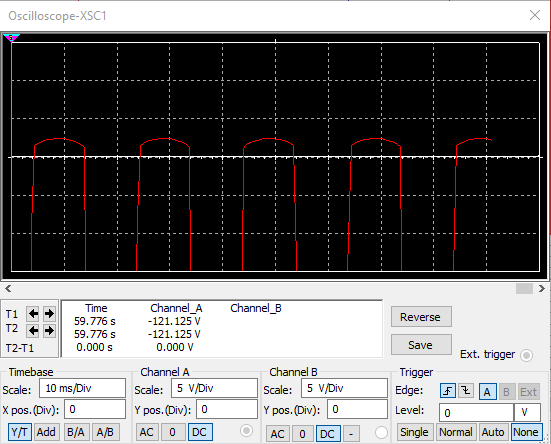 Oscilloscope-XSC1
T1
T2
T2-T1
Time Channel_A Channel_B
59.776 s -121.125 V
59.776 s -121.125 V
0.000 s 0.000 V
Reverse
Save
Ext. trigger
Timebase
Scale: 10 ms/Div
X pos.(Div): 0
Y/T Add B/A A/B
Channel A
Scale: 5 V/Div
Y pos.(Div): 0
AC 0 DC
Channel B
Scale: 5 V/Div
Y pos.(Div): 0
AC 0 DC -
Trigger
Edge: A B Ext
Level: 0 V
Single Normal Auto None